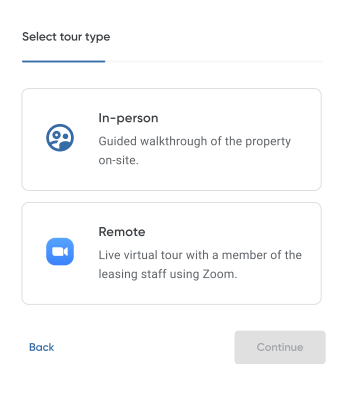 Select tour type
In-person
Guided walkthrough of the property
on-site.
Remote
Live virtual tour with a member of the
leasing staff using Zoom.
Back
Continue